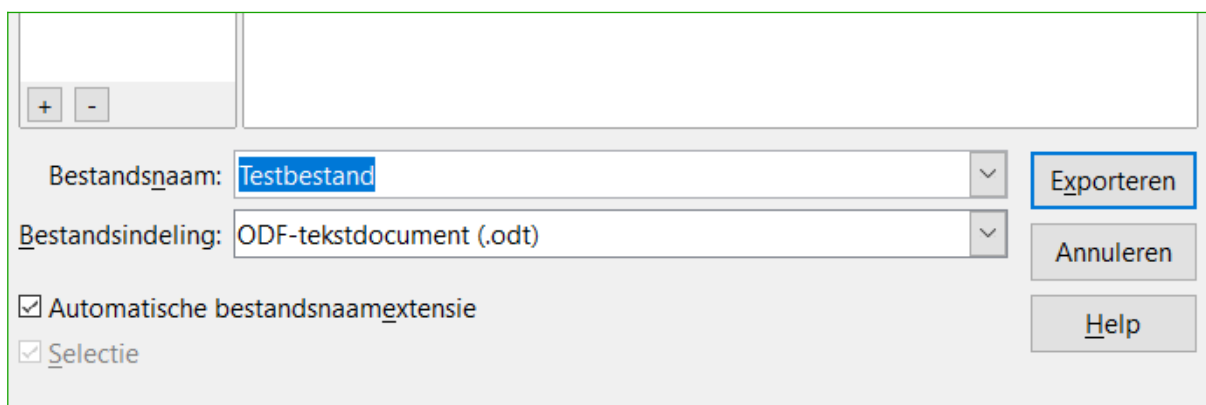 + -
Bestandsnaam: Testbestand
Exporteren
Bestandsindeling: ODF-tekstdocument (.odt)
Annuleren
Automatische bestandsnaamextensie
Help
Selectie